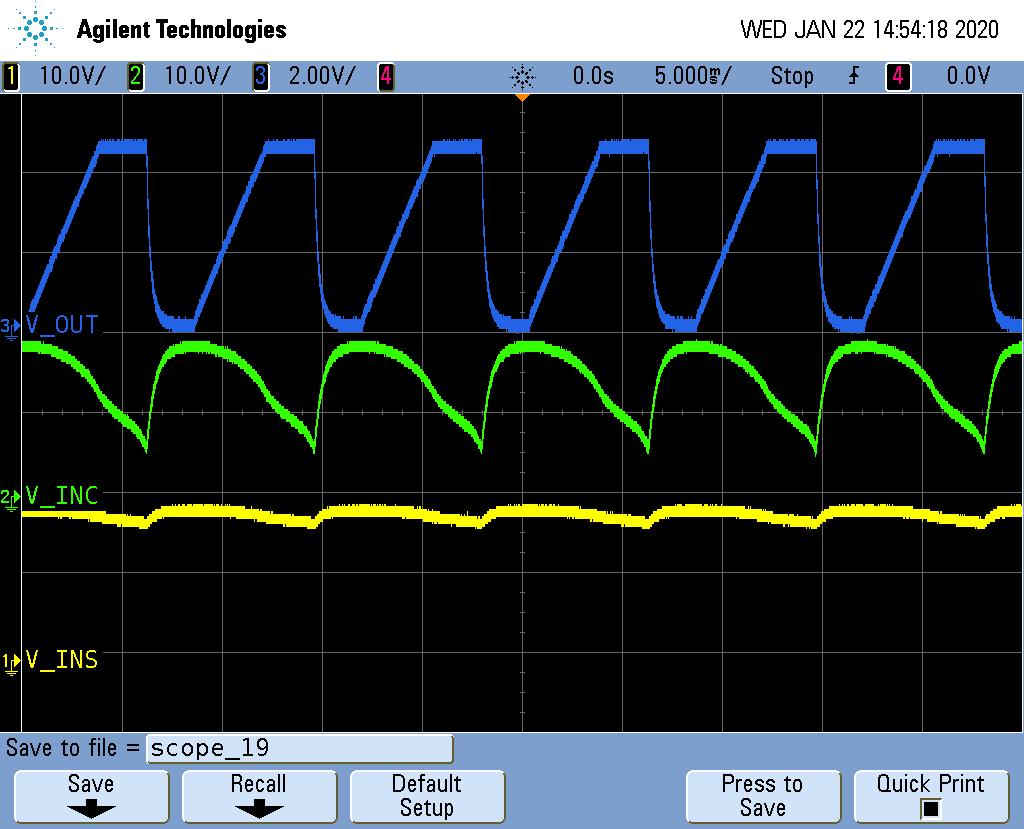 Agilent Technologies
WED JAN 22 14:54:18 2020
1 10.0V/ 2 10.0V/ 3 2.00V/ 4 0.0s 5.000ms/ Stop 4 0.0V
3 V_OUT
2 V_INC
1 V_INS
Save to file = scope_19
Save
Recall
Default
Setup
Press to
Save
Quick Print